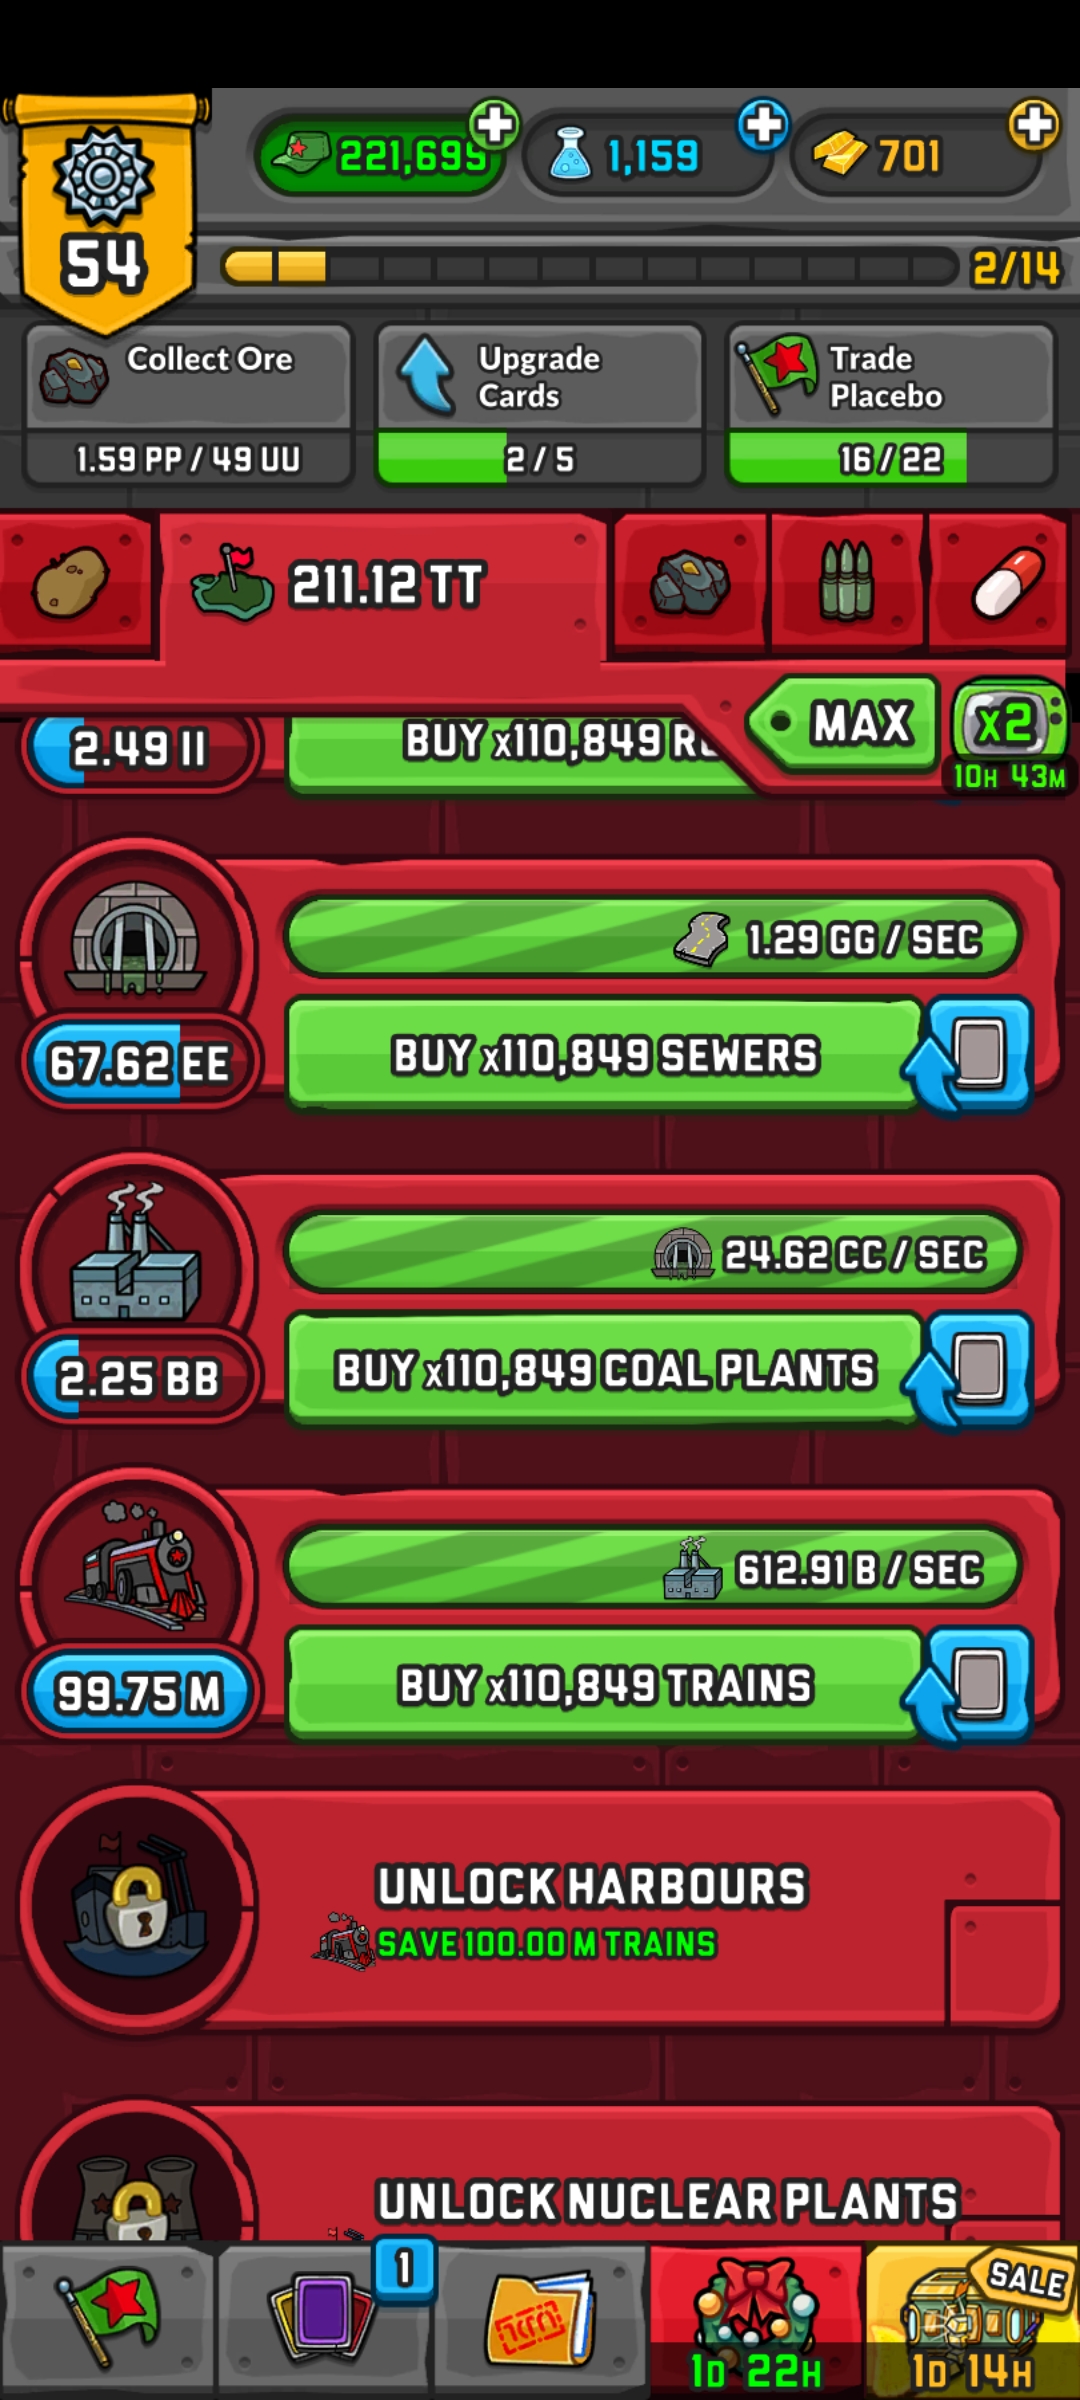 221,699
1,159
701
54
2/14
Collect Ore
1.59 PP / 49 UU
Upgrade
Cards
2 / 5
Trade
Placebo
16 / 22
211.12 TT
MAX
x2
10H 43M
2.49 II
BUY x110,849
1.29 GG / SEC
67.62 EE
BUY x110,849 SEWERS
24.62 CC / SEC
2.25 BB
BUY x110,849 COAL PLANTS
612.91 B / SEC
99.75 M
BUY x110,849 TRAINS
UNLOCK HARBOURS
SAVE 100.00 M TRAINS
UNLOCK NUCLEAR PLANTS
1
SALE
1D 22H
1D 14H